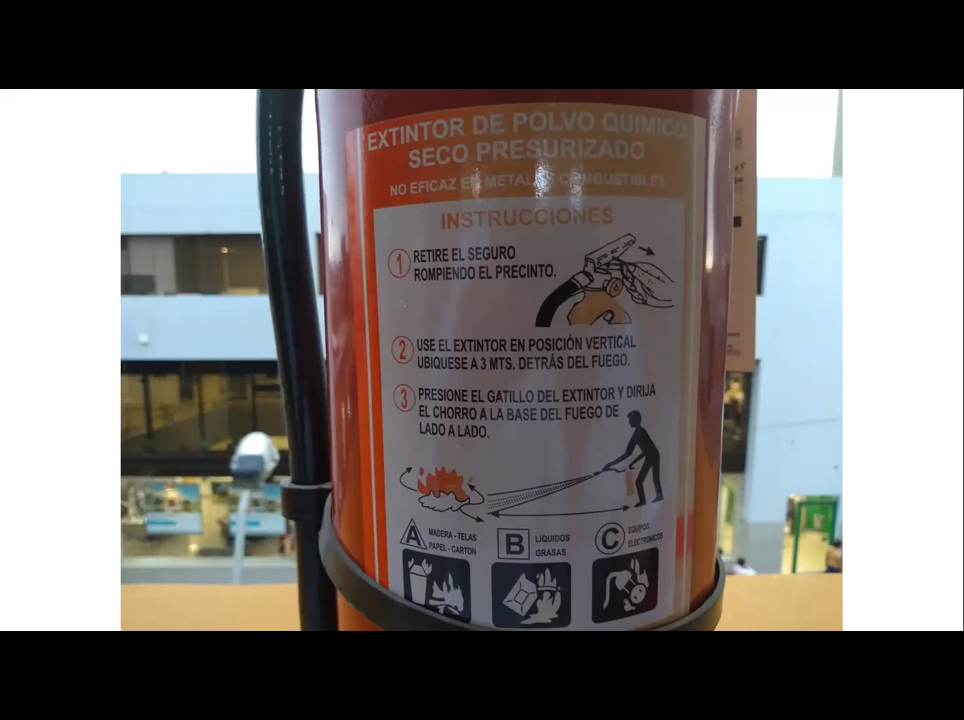 EXTINTOR DE POLVO QUIMICO
SECO PRESURIZADO
NO EFICAZ EN METALES COMBUSTIBLES
INSTRUCCIONES
1 RETIRE EL SEGURO
ROMPIENDO EL PRECINTO.
2 USE EL EXTINTOR EN POSICIÓN VERTICAL
UBIQUESE A 3 MTS. DETRÁS DEL FUEGO.
3 PRESIONE EL GATILLO DEL EXTINTOR Y DIRIJA
EL CHORRO A LA BASE DEL FUEGO DE
LADO A LADO.
A MADERA - TELAS
PAPEL - CARTON
B LIQUIDOS
GRASAS
C EQUIPOS
ELECTRONICOS